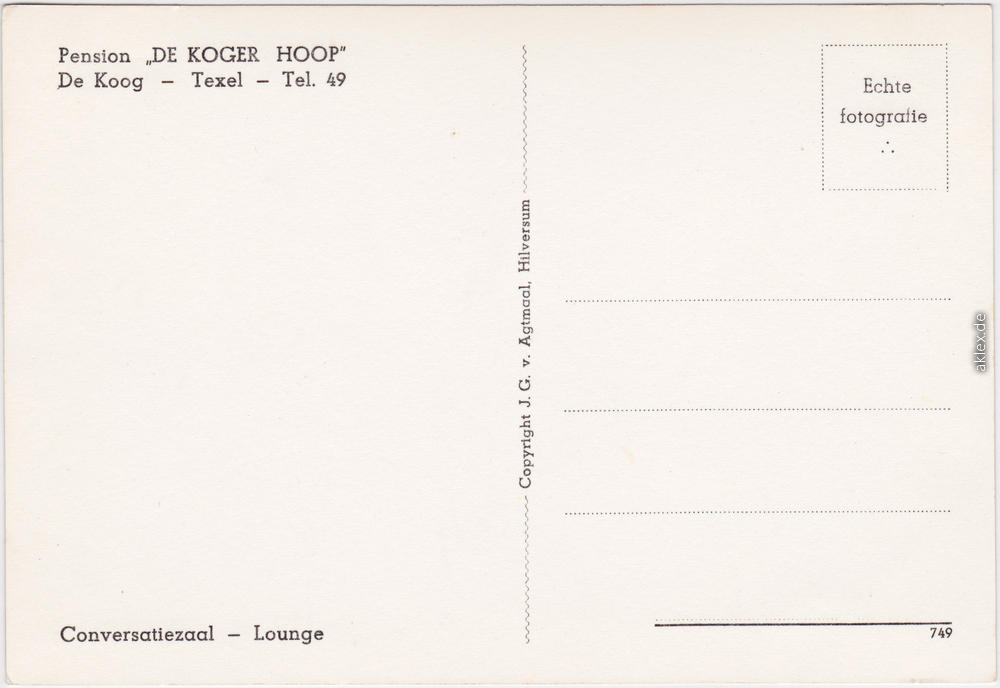 Pension „DE KOGER HOOP”
De Koog – Texel – Tel. 49
Echte
fotografie
Copyright J. G. v. Agtmaal, Hilversum
aklex.de
Conversatiezaal – Lounge
749